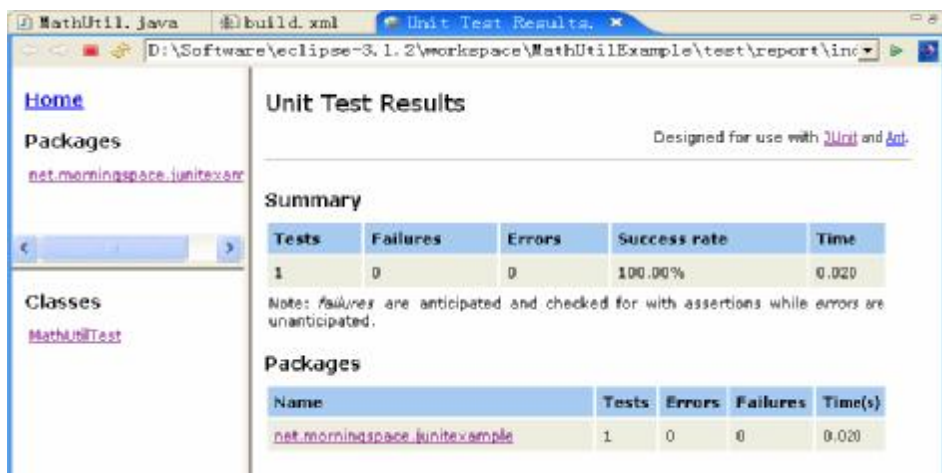 MathUtil.java build.xml Unit Test Results.
D:\Software\eclipse-3.1.2\workspace\MathUtilExample\test\report\inc
Home
Packages
net.morningspace.junitexam
Classes
MathUtilTest
Unit Test Results
Designed for use with JUnit and Ant.
Summary
Tests Failures Errors Success rate Time
1 0 0 100.00% 0.020
Note: failures are anticipated and checked for with assertions while errors are
unanticipated.
Packages
Name Tests Errors Failures Time(s)
net.morningspace.junitexample 1 0 0 0.020